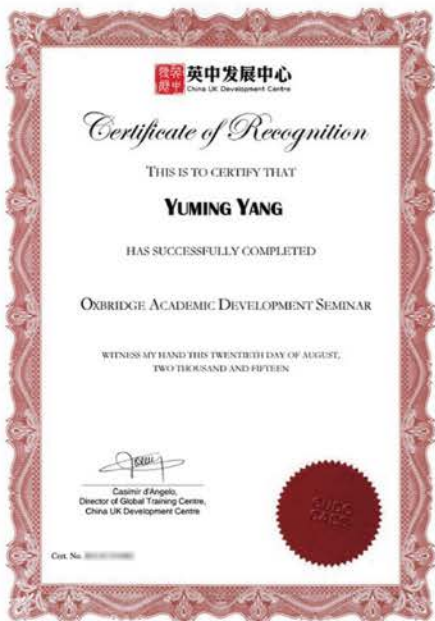 英中发展中心
China UK Development Centre
Certificate of Recognition
THIS IS TO CERTIFY THAT
YUMING YANG
HAS SUCCESSFULLY COMPLETED
OXBRIDGE ACADEMIC DEVELOPMENT SEMINAR
WITNESS MY HAND THIS TWENTIETH DAY OF AUGUST,
TWO THOUSAND AND FIFTEEN
Casimir d'Angelo,
Director of Global Training Centre,
China UK Development Centre
Cert. No.